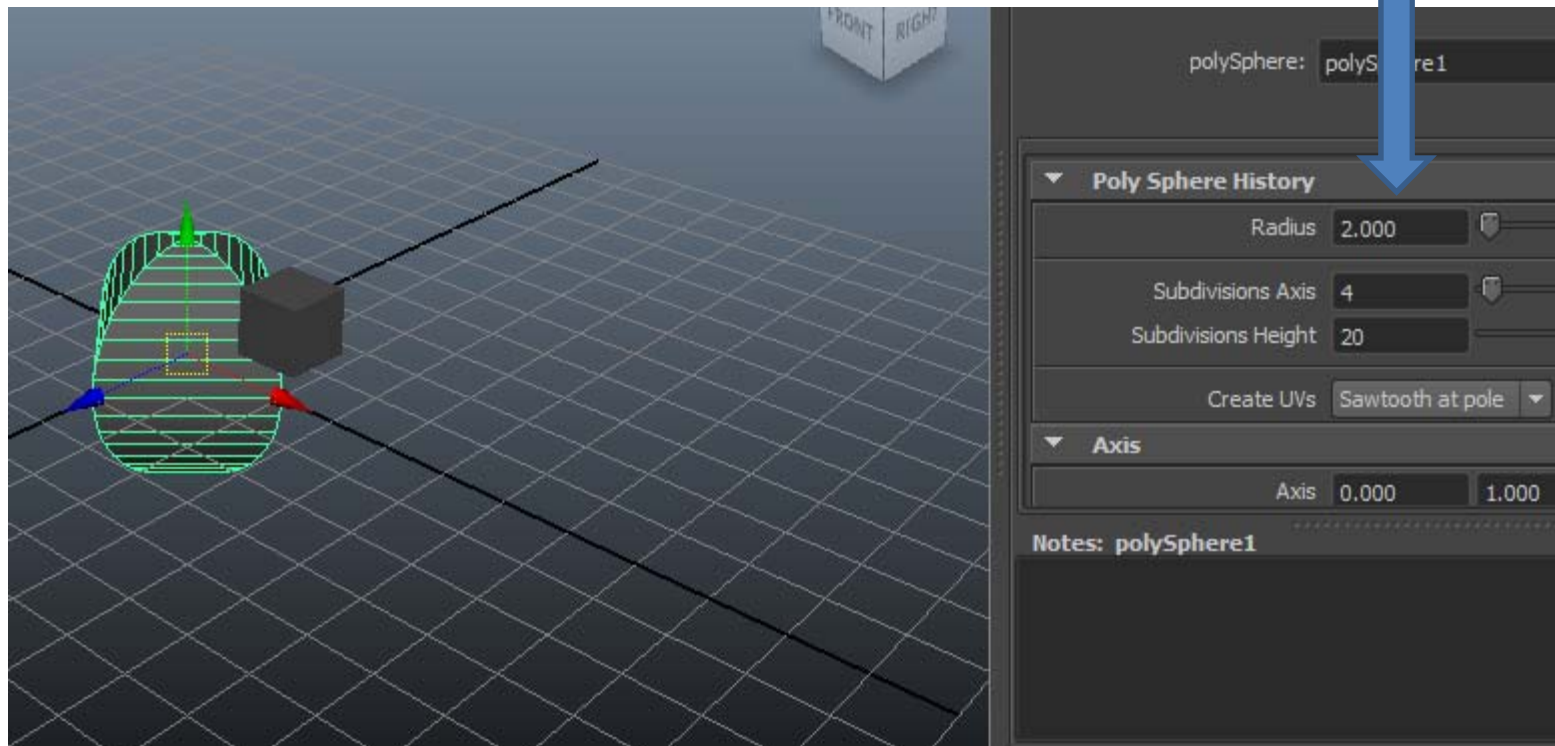 FRONT RIGHT
polySphere:
Poly Sphere History
Radius 2.000
Subdivisions Axis 4
Subdivisions Height 20
Create UVs Sawtooth at pole
Axis
Axis 0.000 1.000
Notes: polySphere1